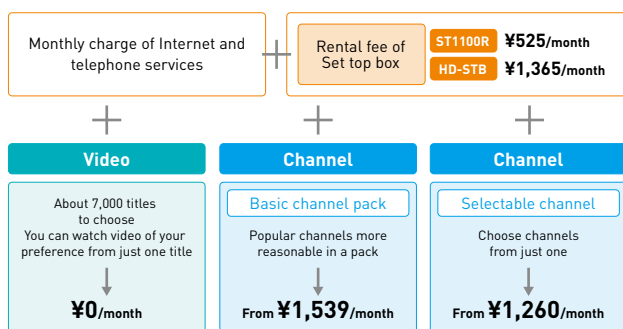 Monthly charge of Internet and
telephone services
Rental fee of
Set top box
ST1100R ¥525/month
HD-STB ¥1,365/month
Video
About 7,000 titles
to choose
You can watch video of your
preference from just one title
¥0/month
Channel
Basic channel pack
Popular channels more
reasonable in a pack
From ¥1,539/month
Channel
Selectable channel
Choose channels
from just one
From ¥1,260/month